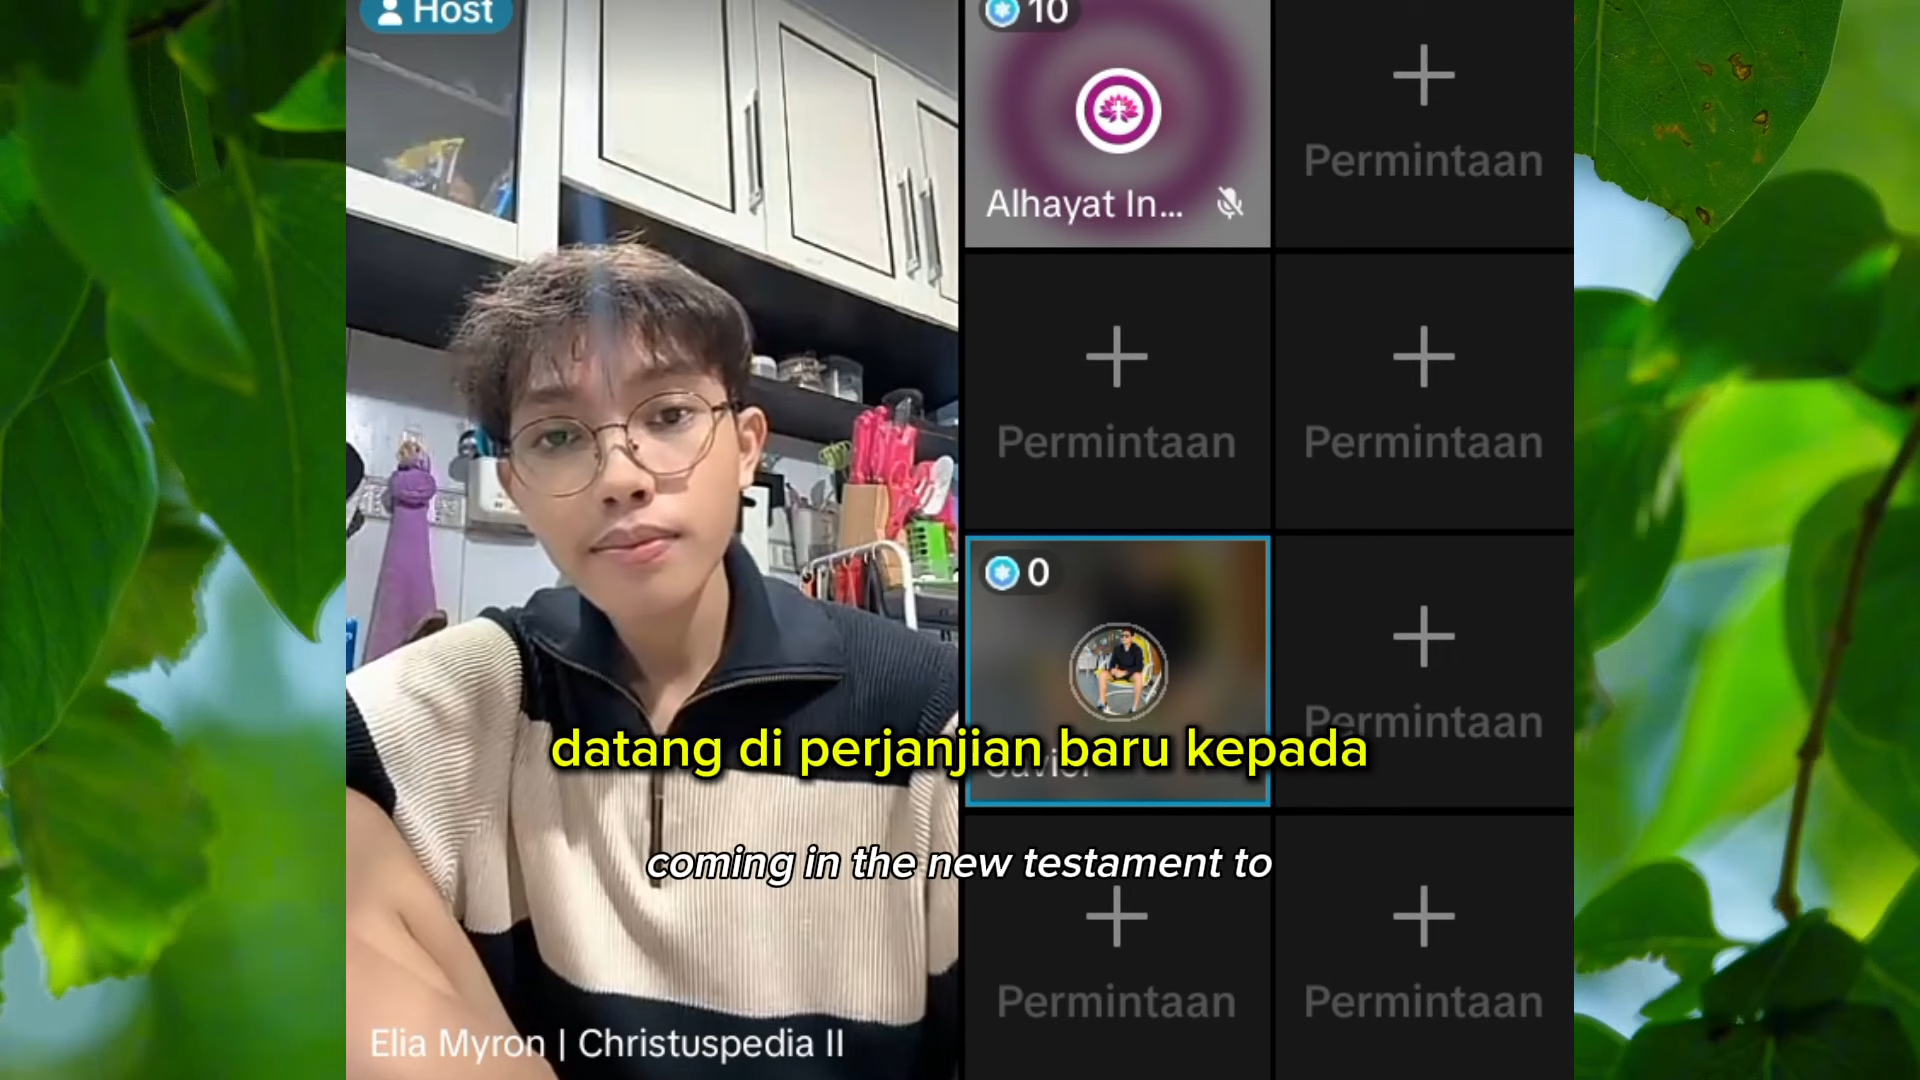 Host
10
Alhayat In...
Permintaan
Permintaan
Permintaan
0
Permintaan
datang di perjanjian baru kepada
coming in the new testament to
Permintaan
Permintaan
Elia Myron | Christuspedia II